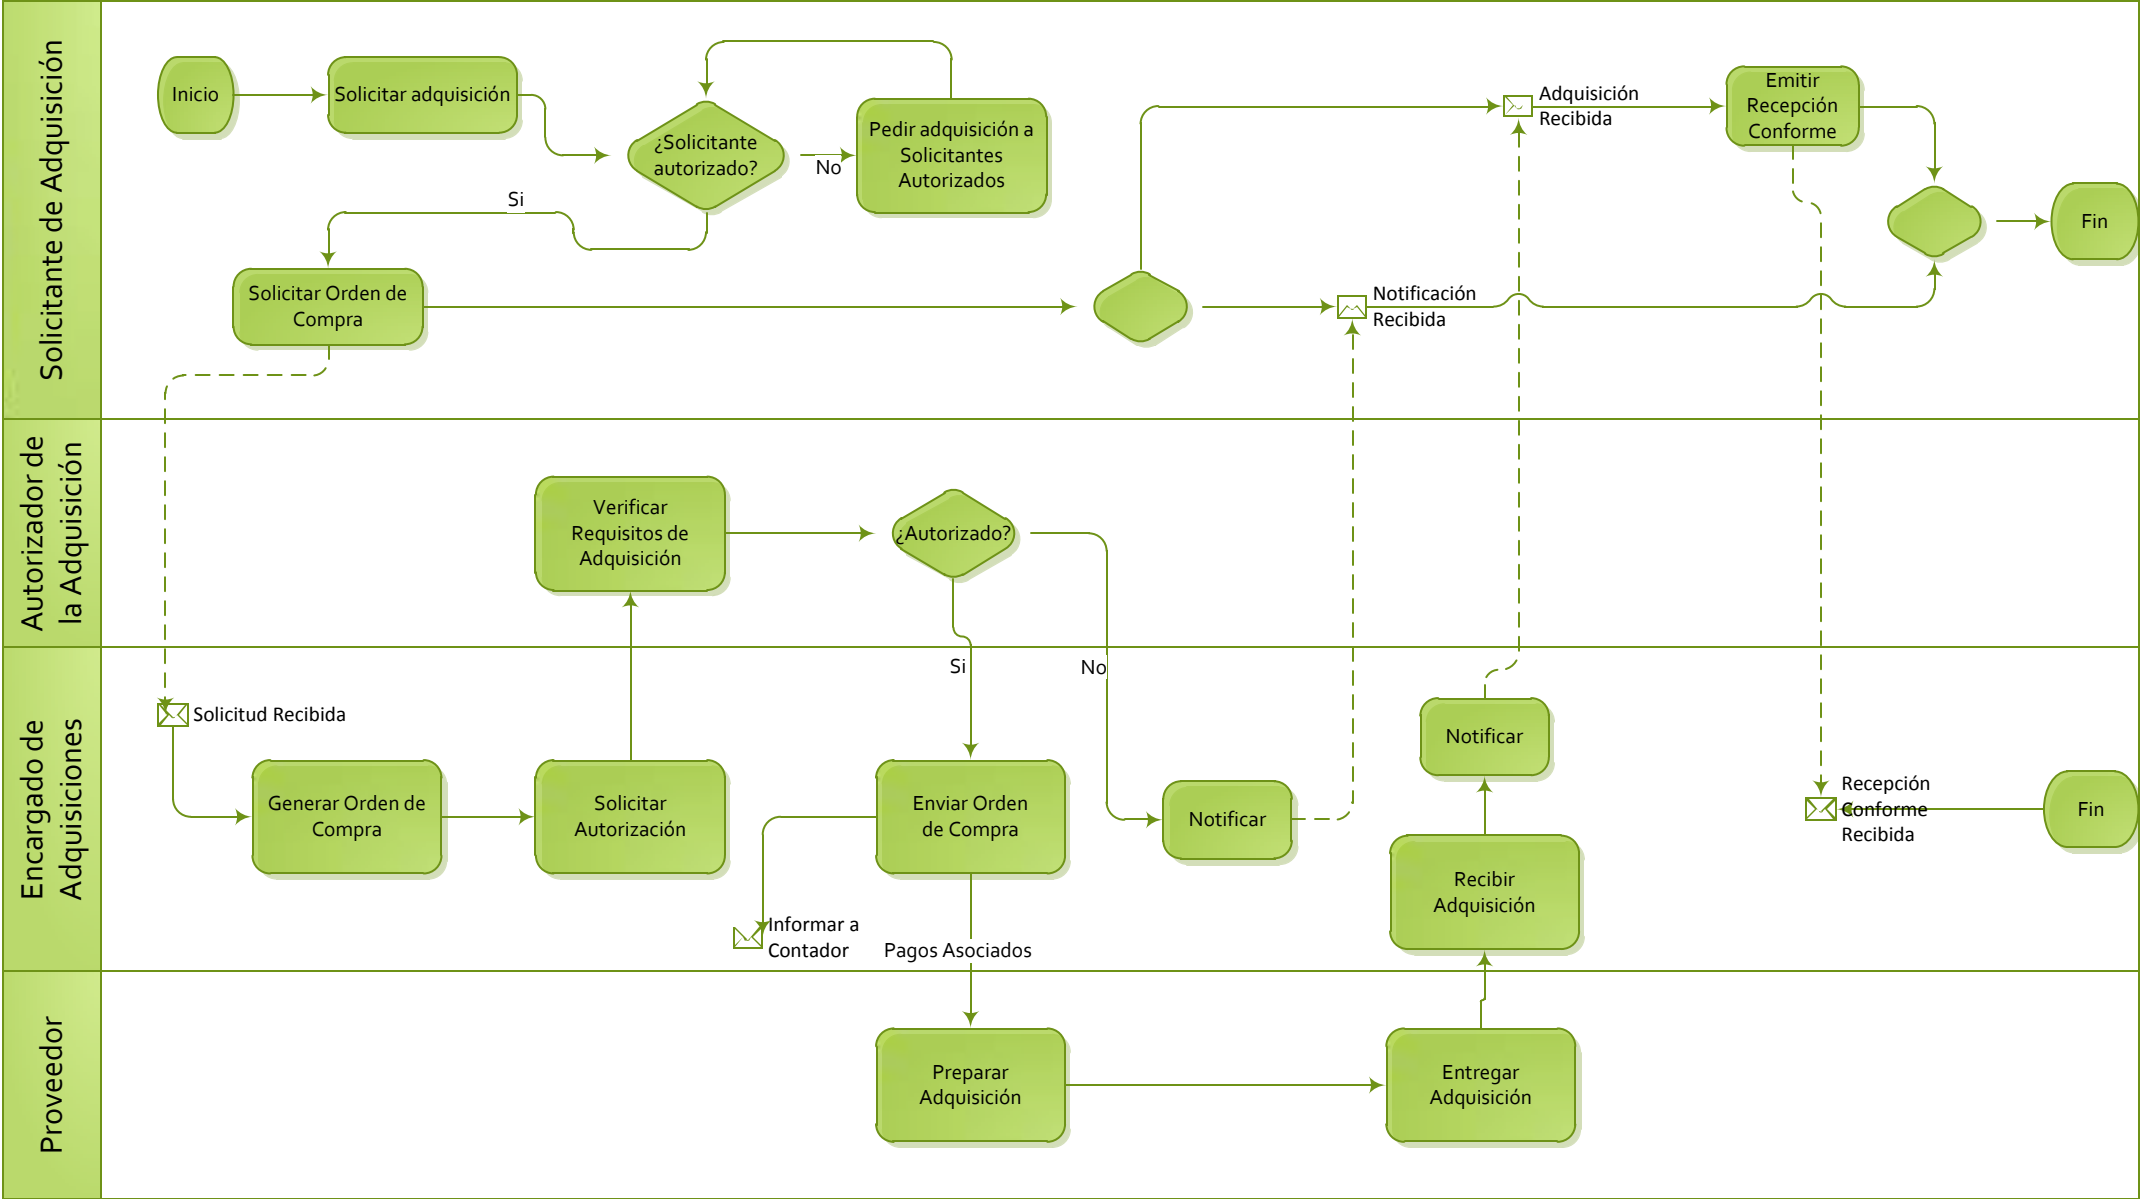 Solicitante de Adquisición
Inicio
Solicitar adquisición
¿Solicitante
autorizado?
No
Pedir adquisición a
Solicitantes
Autorizados
Si
Solicitar Orden de
Compra
Adquisición
Recibida
Notificación
Recibida
Emitir
Recepción
Conforme
Fin
Autorizador de
la Adquisición
Verificar
Requisitos de
Adquisición
¿Autorizado?
Si
No
Encargado de
Adquisiciones
Solicitud Recibida
Generar Orden de
Compra
Solicitar
Autorización
Enviar Orden
de Compra
Informar a
Contador
Pagos Asociados
Notificar
Notificar
Recibir
Adquisición
Recepción
Conforme
Recibida
Fin
Proveedor
Preparar
Adquisición
Entregar
Adquisición